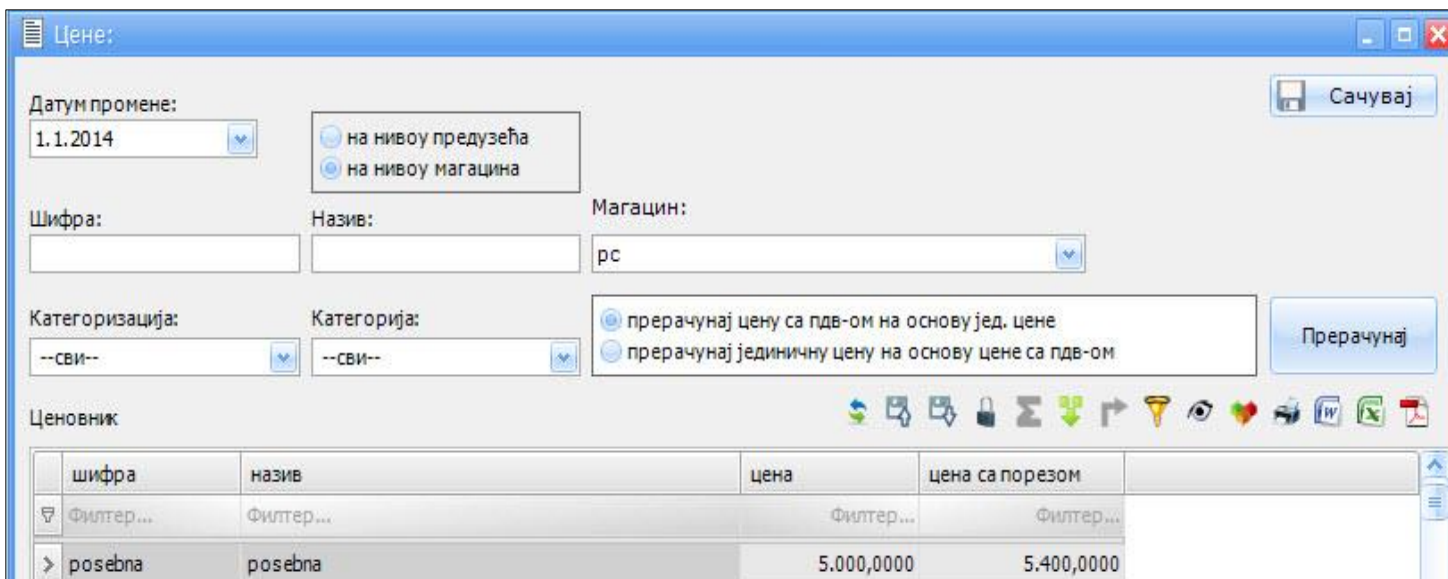 Цене:
Сачувај
Датум промене:
1.1.2014
на нивоу предузећа
на нивоу магацина
Шифра:
Назив:
Магацин:
рс
Категоризација:
Категорија:
--сви--
--сви--
прерачунај цену са пдв-ом на основу јед. цене
прерачунај јединичну цену на основу цене са пдв-ом
Прерачунај
Ценовник
шифра назив цена цена са порезом
Филтер... Филтер... Филтер... Филтер...
posebna posebna 5.000,0000 5.400,0000